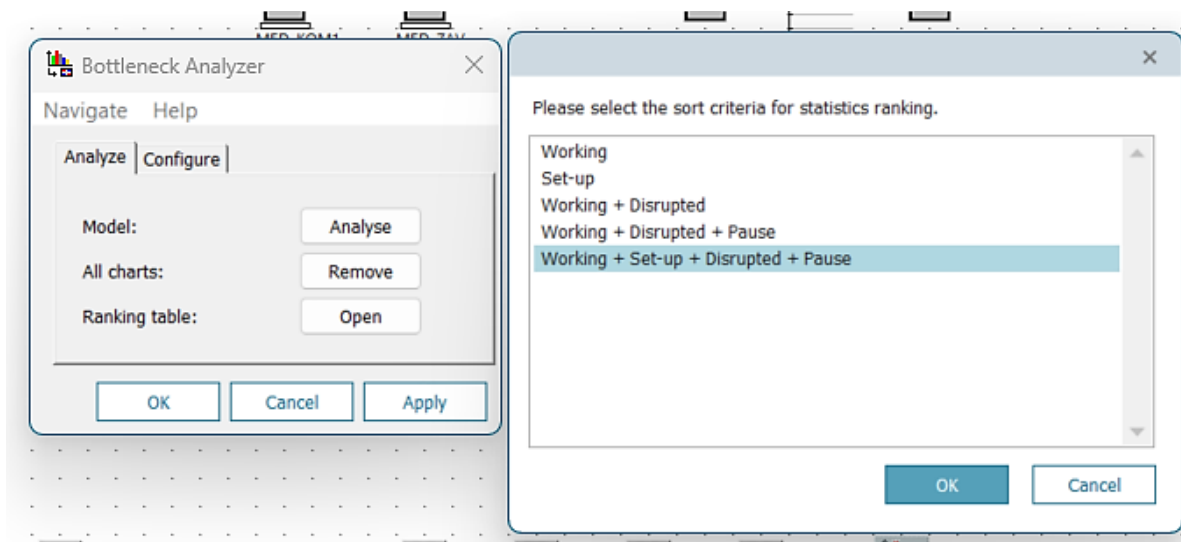 MED_KOM1 MED_ZAV
Bottleneck Analyzer
Navigate Help
Analyze Configure
Model: Analyse
All charts: Remove
Ranking table: Open
OK Cancel Apply
Please select the sort criteria for statistics ranking.
Working
Set-up
Working + Disrupted
Working + Disrupted + Pause
Working + Set-up + Disrupted + Pause
OK Cancel